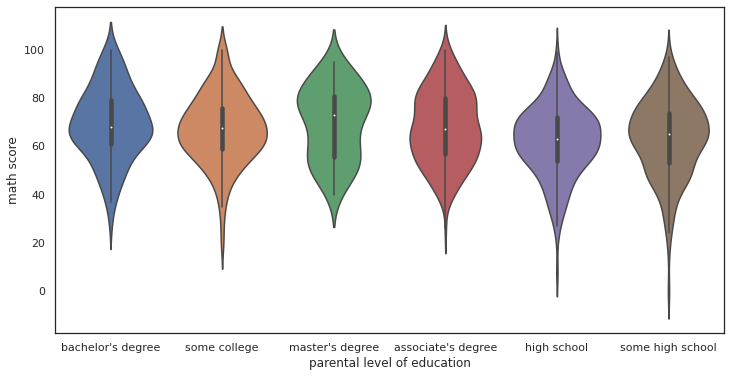 100
80
60
40
20
0
math score
bachelor's degree
some college
master's degree
associate's degree
high school
some high school
parental level of education